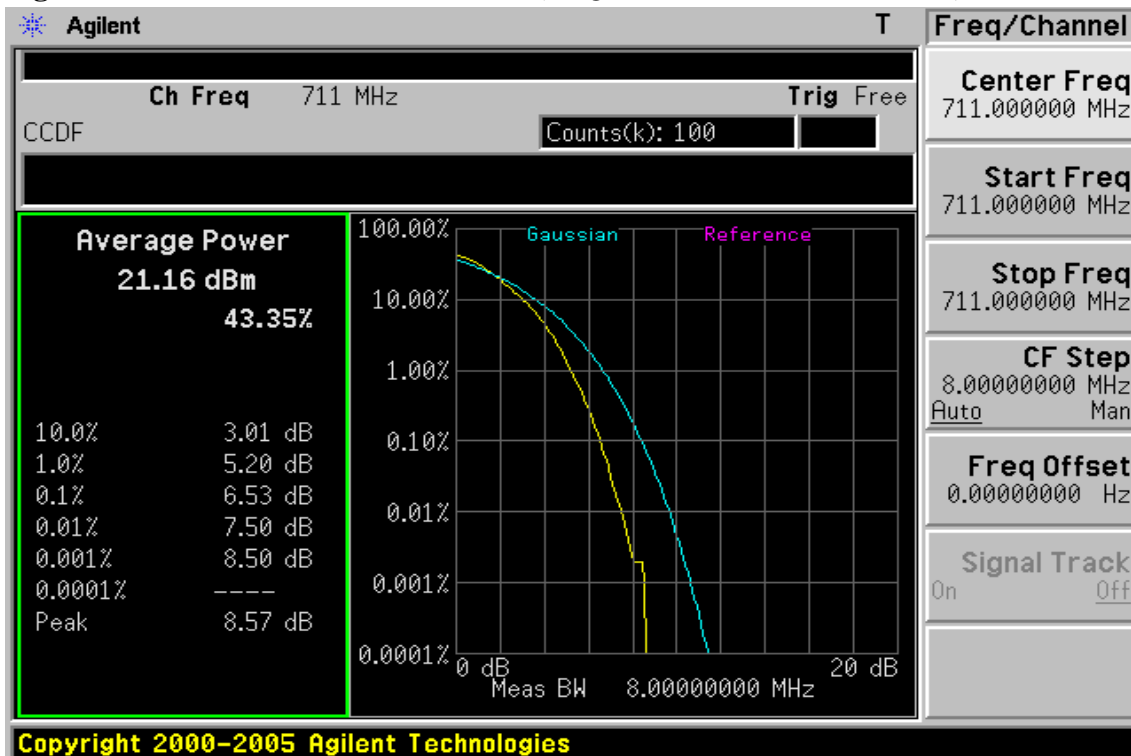 Agilent T
Ch Freq 711 MHz Trig Free
CCDF
Counts(k): 100
Average Power
21.16 dBm
43.35%
10.0% 3.01 dB
1.0% 5.20 dB
0.1% 6.53 dB
0.01% 7.50 dB
0.001% 8.50 dB
0.0001% ----
Peak 8.57 dB
100.00%
10.00%
1.00%
0.10%
0.01%
0.001%
0.0001%
Gaussian Reference
0 dB 20 dB
Meas BW 8.00000000 MHz
Freq/Channel
Center Freq
711.000000 MHz
Start Freq
711.000000 MHz
Stop Freq
711.000000 MHz
CF Step
8.00000000 MHz
Auto Man
Freq Offset
0.00000000 Hz
Signal Track
On Off
Copyright 2000-2005 Agilent Technologies